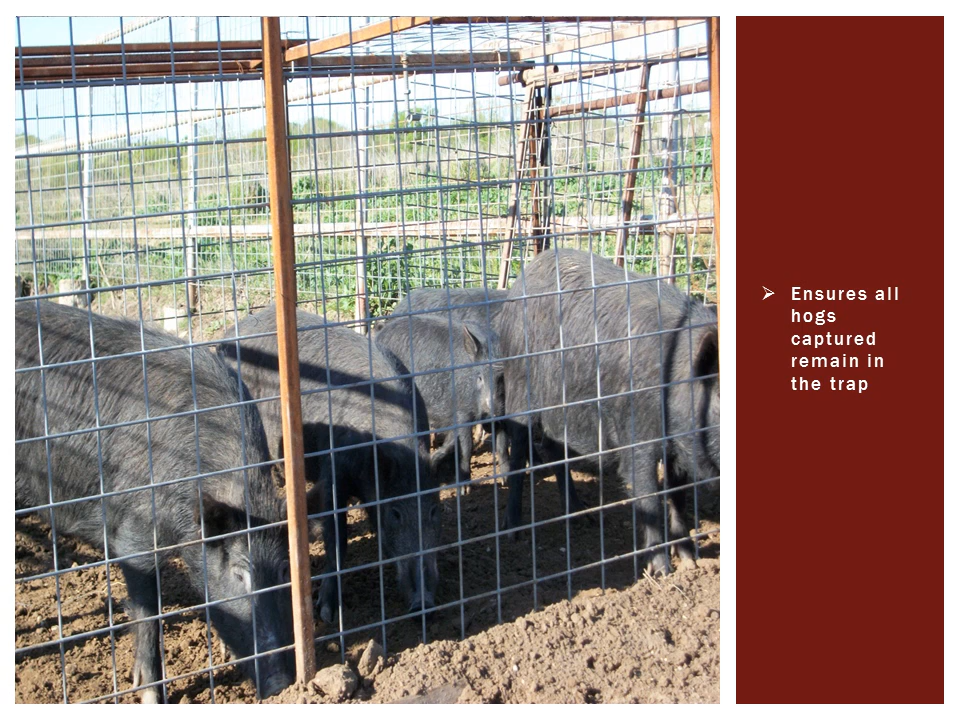 ➢ Ensures all
hogs
captured
remain in
the trap